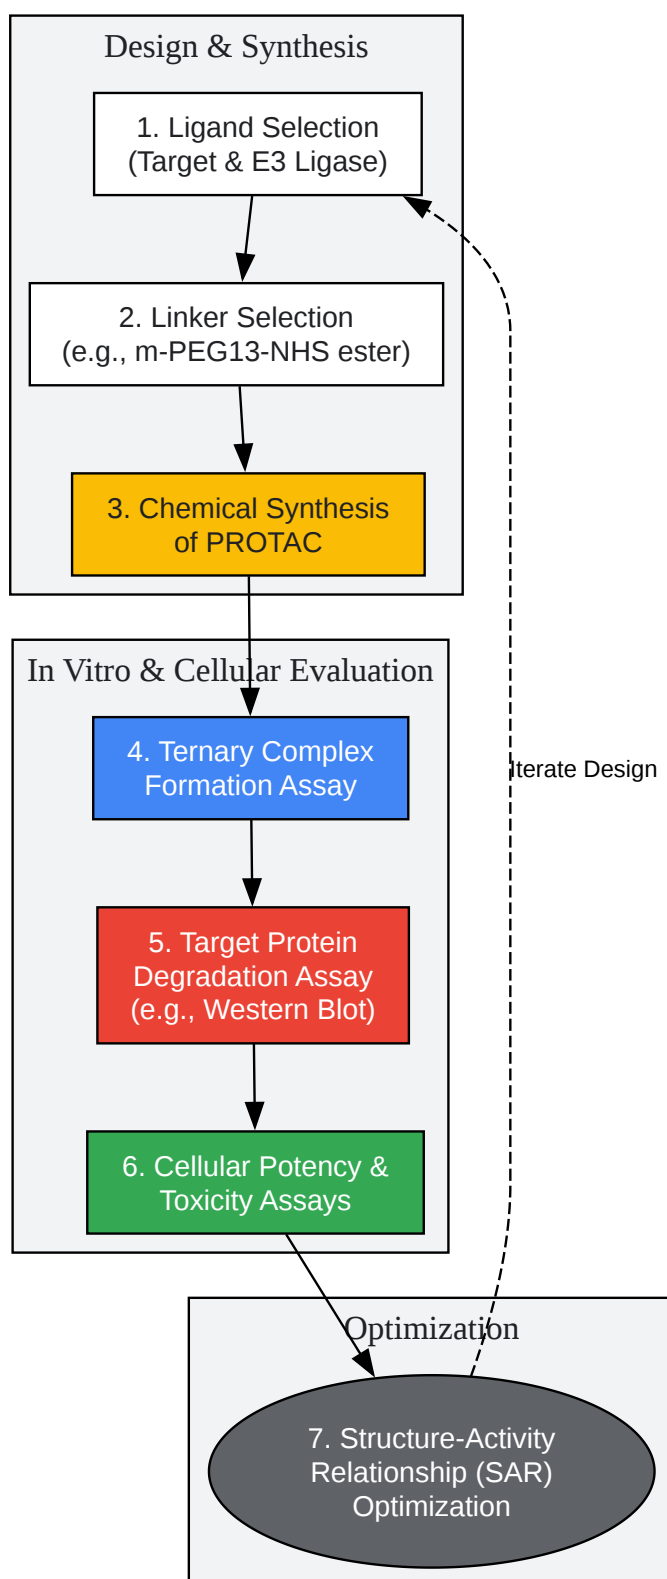 Design & Synthesis
1. Ligand Selection
(Target & E3 Ligase)
2. Linker Selection
(e.g., m-PEG13-NHS ester)
3. Chemical Synthesis
of PROTAC
In Vitro & Cellular Evaluation
4. Ternary Complex
Formation Assay
Iterate Design
5. Target Protein
Degradation Assay
(e.g., Western Blot)
6. Cellular Potency &
Toxicity Assays
Optimization
7. Structure-Activity
Relationship (SAR)
Optimization